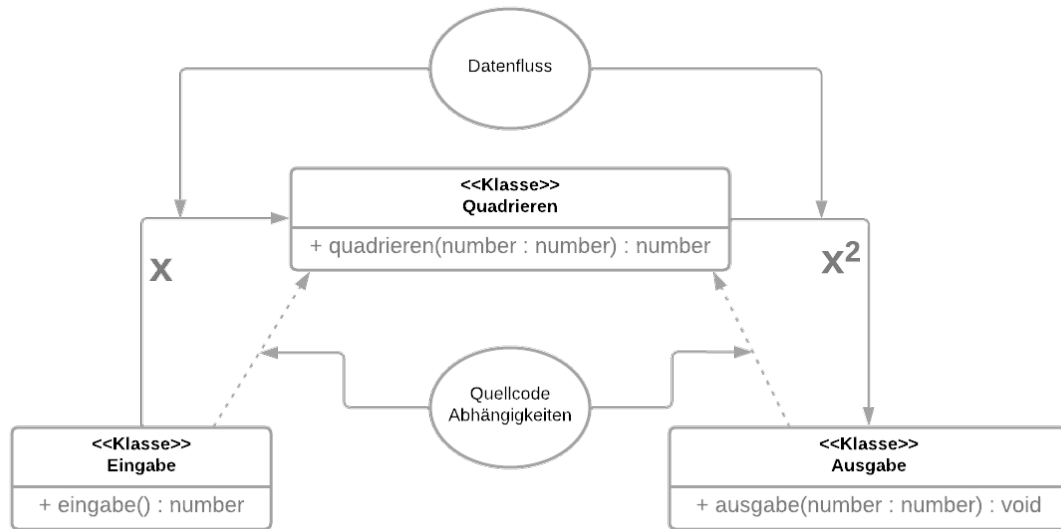 Datenfluss
<<Klasse>>
Quadrieren
+ quadrieren(number : number) : number
X
X²
Quellcode
Abhängigkeiten
<<Klasse>>
Eingabe
+ eingabe() : number
<<Klasse>>
Ausgabe
+ ausgabe(number : number) : void